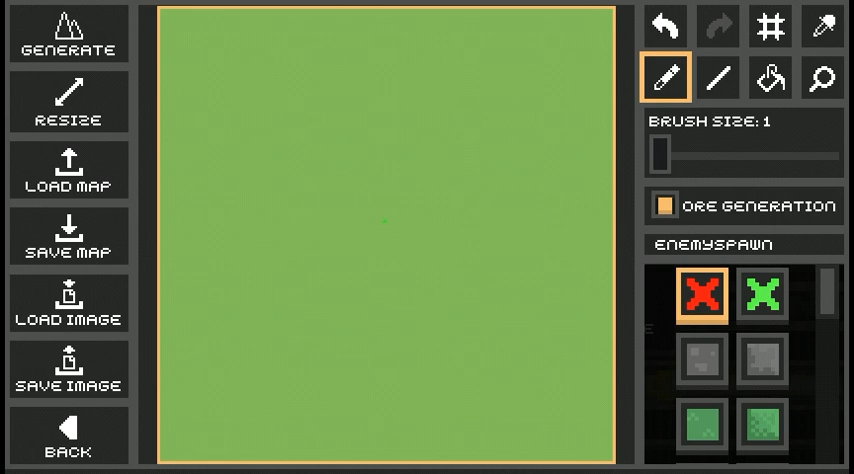 GENERATE
RESIZE
LOAD MAP
SAVE MAP
LOAD IMAGE
SAVE IMAGE
BACK
BRUSH SIZE: 1
ORE GENERATION
ENEMYSPAWN